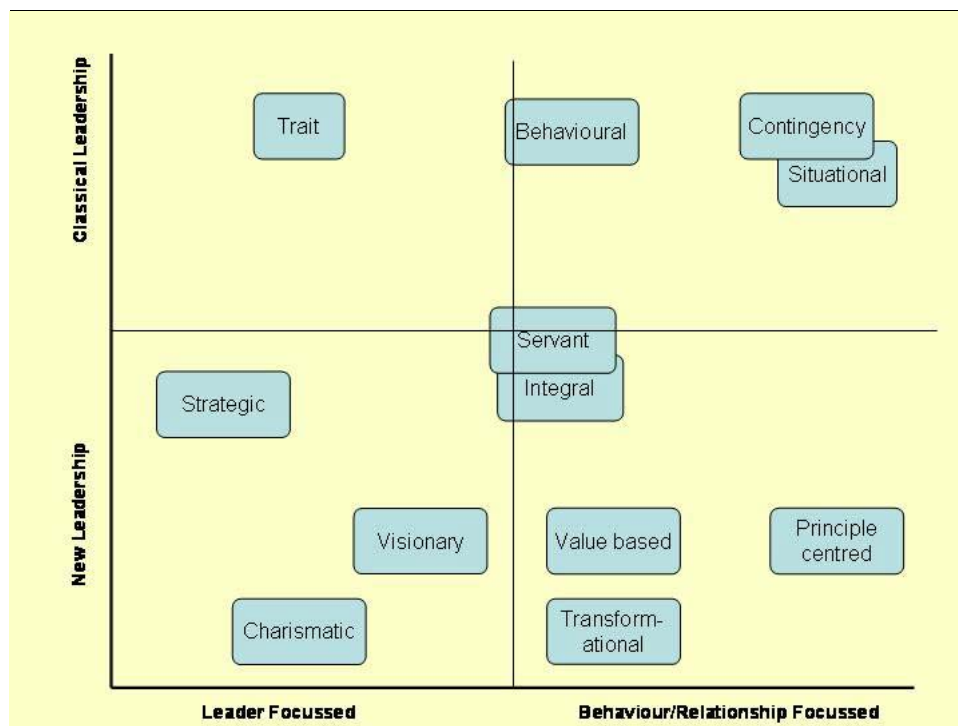 Classical Leadership
Trait
Behavioural
Contingency
Situational
Servant
Integral
Strategic
New Leadership
Visionary
Value based
Principle
centred
Charismatic
Transform-
ational
Leader Focussed
Behaviour/Relationship Focussed